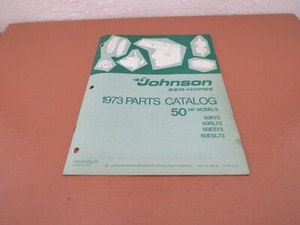 Johnson
SEA-HORSE
1973 PARTS CATALOG
50 HP MODELS
50R73
50RL73
50ES73
50ESL73